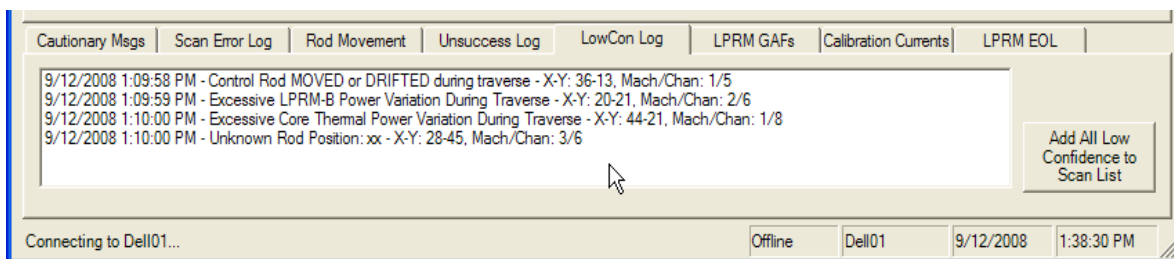 Cautionary Msgs Scan Error Log Rod Movement Unsuccess Log LowCon Log LPRM GAFs Calibration Currents LPRM EOL
9/12/2008 1:09:58 PM - Control Rod MOVED or DRIFTED during traverse - X-Y: 36-13, Mach/Chan: 1/5
9/12/2008 1:09:59 PM - Excessive LPRM-B Power Variation During Traverse - X-Y: 20-21, Mach/Chan: 2/6
9/12/2008 1:10:00 PM - Excessive Core Thermal Power Variation During Traverse - X-Y: 44-21, Mach/Chan: 1/8
9/12/2008 1:10:00 PM - Unknown Rod Position: xx - X-Y: 28-45, Mach/Chan: 3/6
Add All Low
Confidence to
Scan List
Connecting to Dell01... Offline Dell01 9/12/2008 1:38:30 PM